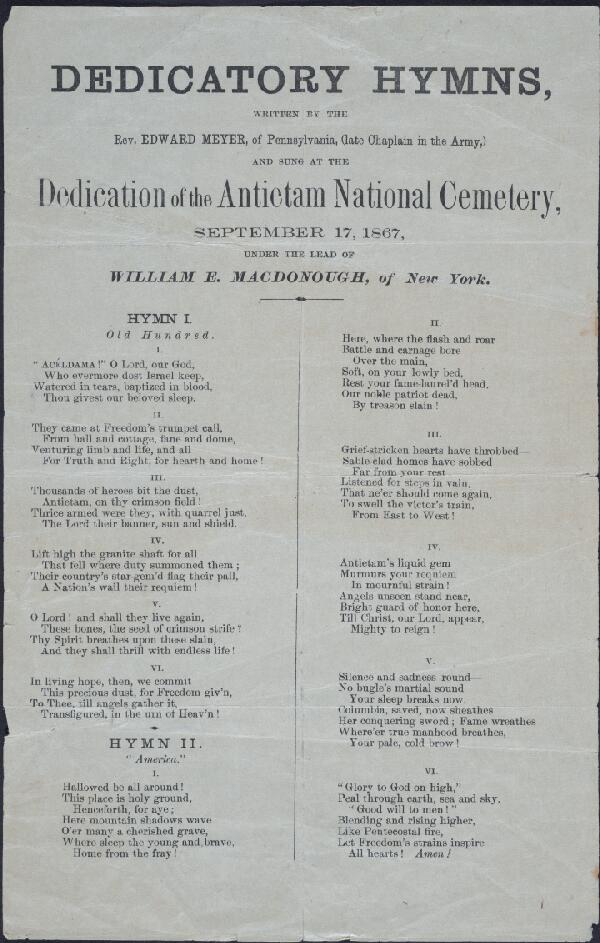 DEDICATORY HYMNS,
WRITTEN BY THE
Rev. EDWARD MEYER, of Pennsylvania, (late Chaplain in the Army,)
AND SUNG AT THE
Dedication of the Antietam National Cemetery,
SEPTEMBER 17, 1867,
UNDER THE LEAD OF
WILLIAM E. MACDONOUGH, of New York.
HYMN I.
Old Hundred.
I.
"ACÉLDAMA!" O Lord, our God,
Who evermore dost Israel keep,
Watered in tears, baptized in blood,
Thou givest our beloved sleep.
II.
They came at Freedom's trumpet call,
From hall and cottage, fane and dome,
Venturing limb and life, and all
For Truth and Right, for hearth and home!
III.
Thousands of heroes bit the dust,
Antietam, on thy crimson field!
Thrice armed were they, with quarrel just,
The Lord their banner, sun and shield.
IV.
Lift high the granite shaft for all
That fell where duty summoned them;
Their country's star-gem'd flag their pall,
A Nation's wail their requiem!
V.
O Lord! and shall they live again,
These bones, the seed of crimson strife?
Thy Spirit breathes upon these slain,
And they shall thrill with endless life!
VI.
In living hope, then, we commit
This precious dust, for Freedom giv'n,
To Thee, till angels gather it,
Transfigured, in the urn of Heav'n!
HYMN II.
"America."
I.
Hallowed be all around!
This place is holy ground,
Henceforth, for aye;
Here mountain shadows wave
O'er many a cherished grave,
Where sleep the young and brave,
Home from the fray!
II.
Here, where the flash and roar
Battle and carnage bore
Over the main,
Soft, on your lowly bed,
Rest your fame-laurel'd head,
Our noble patriot dead,
By treason slain!
III.
Grief-stricken hearts have throbbed—
Sable-clad homes have sobbed
Far from your rest
Listened for steps in vain,
That ne'er should come again,
To swell the victor's train,
From East to West!
IV.
Antietam's liquid gem
Murmurs your requiem
In mournful strain!
Angels unseen stand near,
Bright guard of honor here,
Till Christ, our Lord, appear,
Mighty to reign!
V.
Silence and sadness round—
No bugle's martial sound
Your sleep breaks now.
Columbia, saved, now sheathes
Her conquering sword; Fame wreathes
Where'er true manhood breathes,
Your pale, cold brow!
VI.
"Glory to God on high,"
Peal through earth, sea and sky,
"Good will to men!"
Blending and rising higher,
Like Pentecostal fire,
Let Freedom's strains inspire
All hearts! Amen!